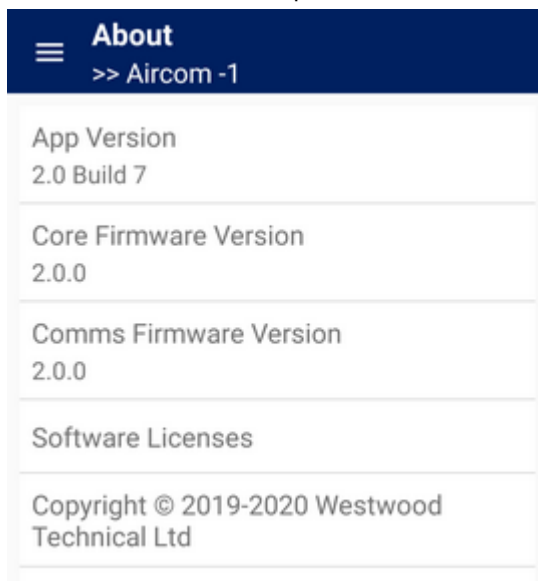 About
>> Aircom -1
App Version
2.0 Build 7
Core Firmware Version
2.0.0
Comms Firmware Version
2.0.0
Software Licenses
Copyright © 2019-2020 Westwood
Technical Ltd